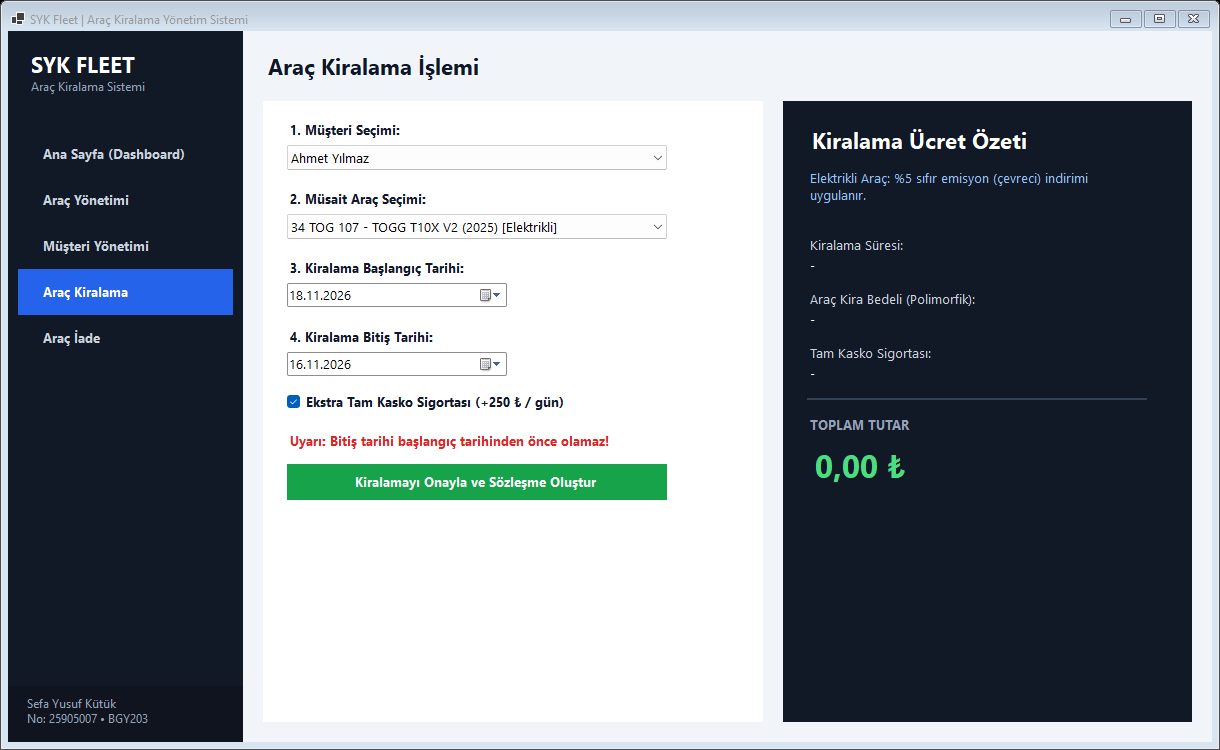 SYK Fleet | Araç Kiralama Yönetim Sistemi
SYK FLEET
Araç Kiralama Sistemi
Ana Sayfa (Dashboard)
Araç Yönetimi
Müşteri Yönetimi
Araç Kiralama
Araç İade
Sefa Yusuf Kütük
No: 25905007 • BGY203
Araç Kiralama İşlemi
1. Müşteri Seçimi:
Ahmet Yılmaz
2. Müsait Araç Seçimi:
34 TOG 107 - TOGG T10X V2 (2025) [Elektrikli]
3. Kiralama Başlangıç Tarihi:
18.11.2026
4. Kiralama Bitiş Tarihi:
16.11.2026
Ekstra Tam Kasko Sigortası (+250 ₺ / gün)
Uyarı: Bitiş tarihi başlangıç tarihinden önce olamaz!
Kiralamayı Onayla ve Sözleşme Oluştur
Kiralama Ücret Özeti
Elektrikli Araç: %5 sıfır emisyon (çevreci) indirimi
uygulanır.
Kiralama Süresi:
-
Araç Kira Bedeli (Polimorfik):
-
Tam Kasko Sigortası:
-
TOPLAM TUTAR
0,00 ₺